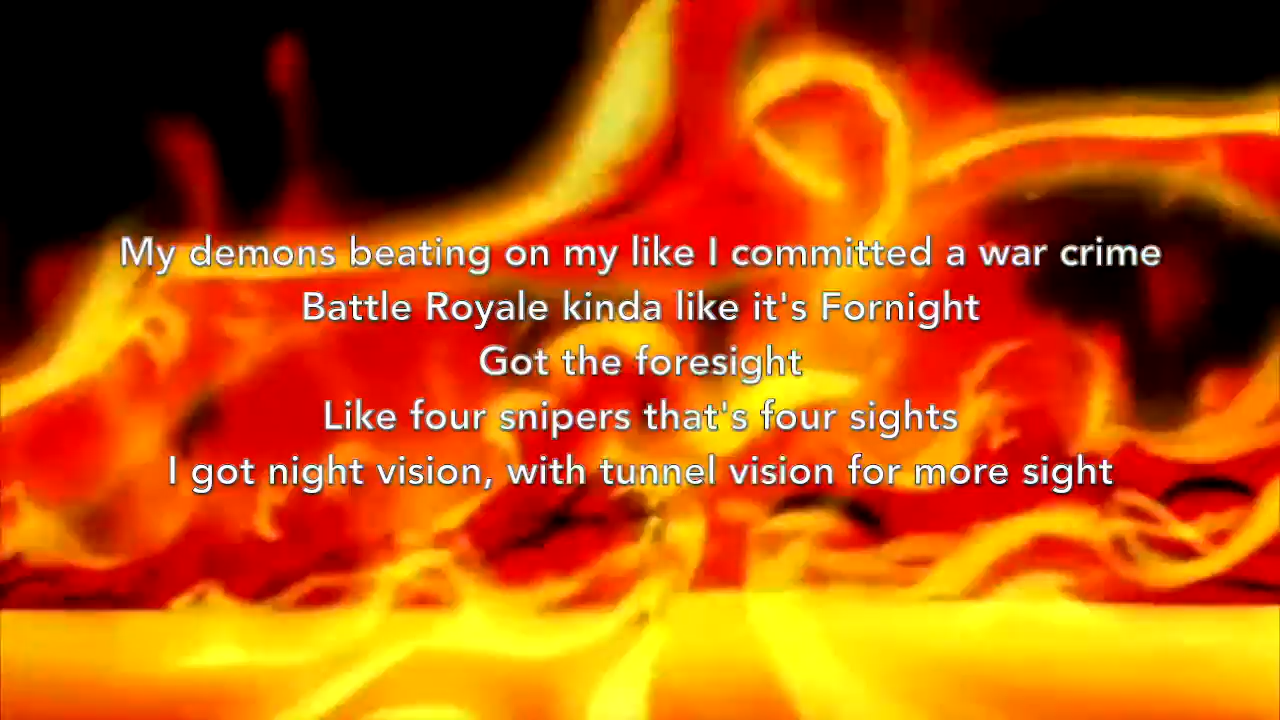 My demons beating on my like I committed a war crime
Battle Royale kinda like it's Fornight
Got the foresight
Like four snipers that's four sights
I got night vision, with tunnel vision for more sight